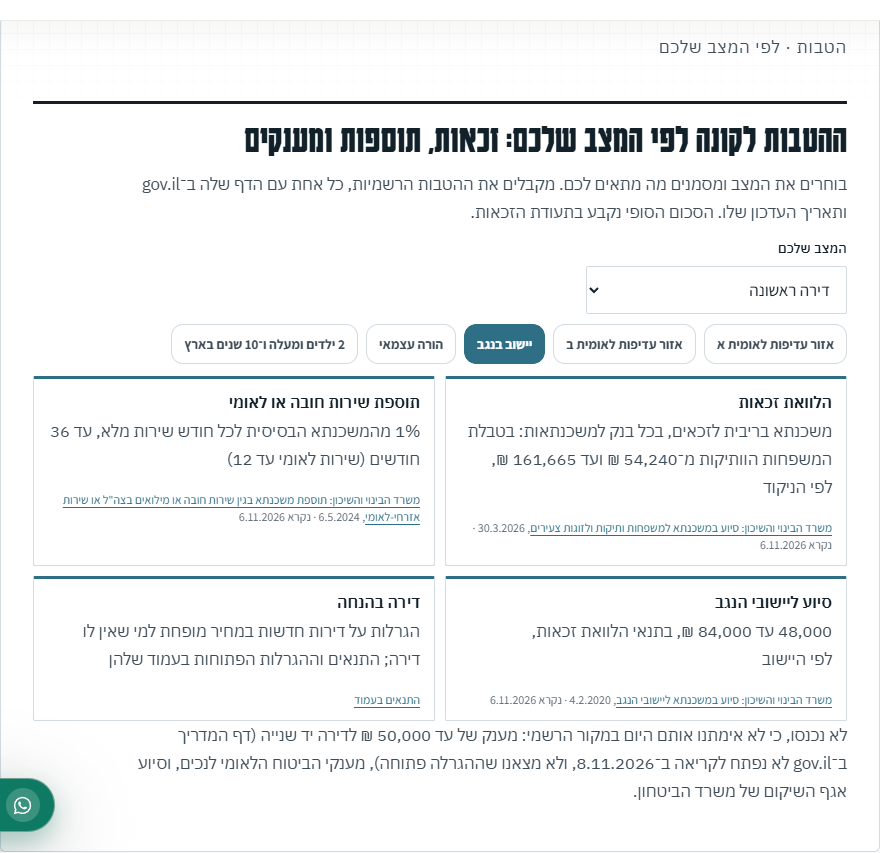 הטבות · לפי המצב שלכם
ההטבות לקונה לפי המצב שלכם: זכאות, תוספות ומענקים
בוחרים את המצב ומסמנים מה מתאים לכם. מקבלים את ההטבות הרשמיות, כל אחת עם הדף שלה ב־gov.il
ותאריך העדכון שלו. הסכום הסופי נקבע בתעודת הזכאות.
המצב שלכם
דירה ראשונה
אזור עדיפות לאומית א
אזור עדיפות לאומית ב
יישוב בנגב
הורה עצמאי
2 ילדים ומעלה ו־10 שנים בארץ
הלוואת זכאות
משכנתא בריבית לזכאים, בכל בנק למשכנתאות: בטבלת
המשפחות הוותיקות מ־54,240 ₪ ועד 161,665 ₪,
לפי הניקוד
משרד הבינוי והשיכון: סיוע במשכנתא למשפחות ותיקות ולזוגות צעירים, 30.3.2026 ·
נקרא 6.11.2026
תוספת שירות חובה או לאומי
1% מהמשכנתא הבסיסית לכל חודש שירות מלא, עד 36
חודשים (שירות לאומי עד 12)
משרד הבינוי והשיכון: תוספת משכנתא בגין שירות חובה או מילואים בצה"ל או שירות
אזרחי-לאומי, 6.5.2024 · נקרא 6.11.2026
סיוע ליישובי הנגב
48,000 עד 84,000 ₪, בתנאי הלוואת זכאות,
לפי היישוב
משרד הבינוי והשיכון: סיוע במשכנתא ליישובי הנגב, 4.2.2020 · נקרא 6.11.2026
דירה בהנחה
הגרלות על דירות חדשות במחיר מופחת למי שאין לו
דירה; התנאים וההגרלות הפתוחות בעמוד שלהן
התנאים בעמוד
לא נכנסו, כי לא אימתנו אותם היום במקור הרשמי: מענק של עד 50,000 ₪ לדירה יד שנייה (דף המדריך
ב־gov.il לא נפתח לקריאה ב־8.11.2026, ולא מצאנו שההגרלה פתוחה), מענקי הביטוח הלאומי לנכים, וסיוע
אגף השיקום של משרד הביטחון.